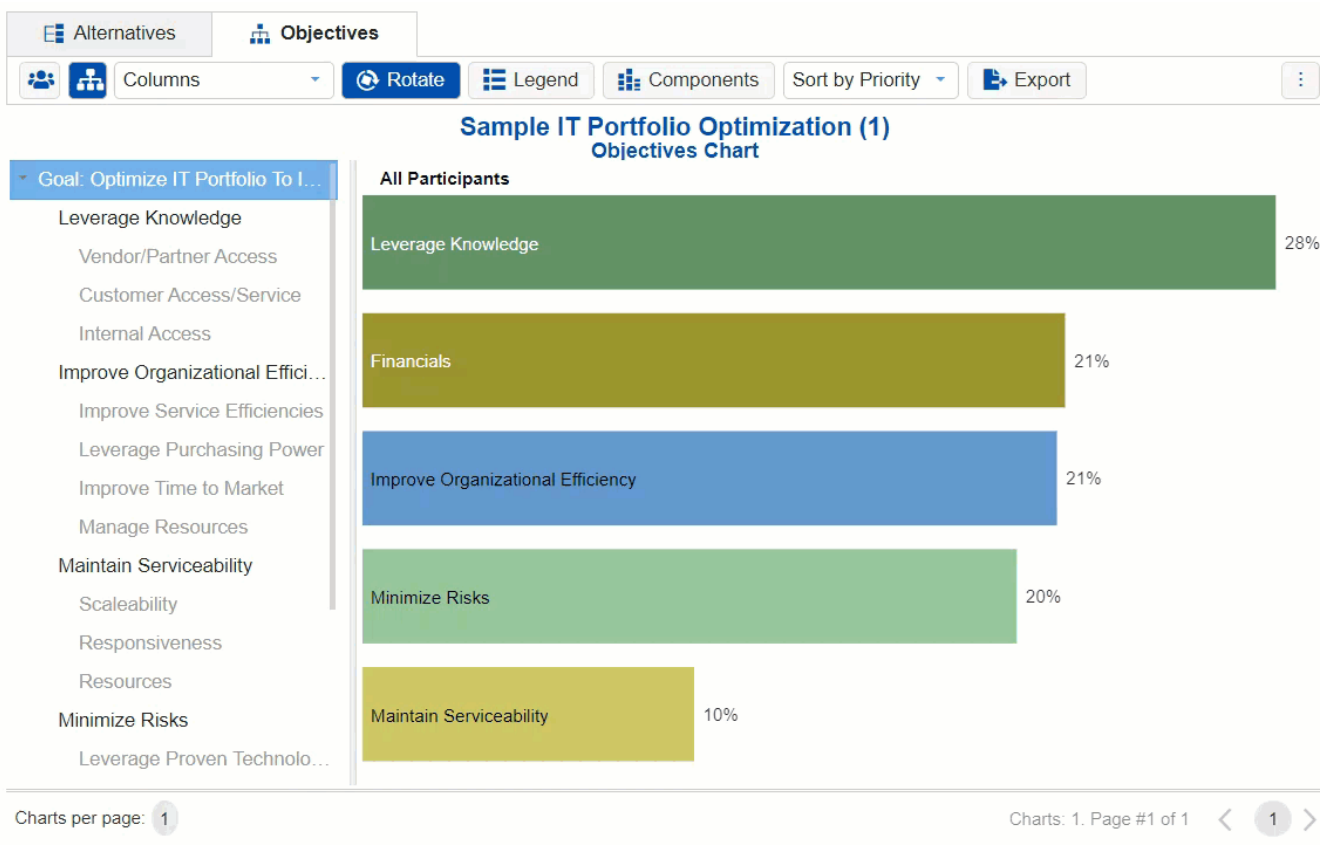 Alternatives Objectives
Columns Rotate Legend Components Sort by Priority Export
Sample IT Portfolio Optimization (1)
Objectives Chart
Goal: Optimize IT Portfolio To I...
Leverage Knowledge
Vendor/Partner Access
Customer Access/Service
Internal Access
Improve Organizational Effici...
Improve Service Efficiencies
Leverage Purchasing Power
Improve Time to Market
Manage Resources
Maintain Serviceability
Scaleability
Responsiveness
Resources
Minimize Risks
Leverage Proven Technolo...
All Participants
Leverage Knowledge 28%
Financials 21%
Improve Organizational Efficiency 21%
Minimize Risks 20%
Maintain Serviceability 10%
Charts per page: 1
Charts: 1. Page #1 of 1 1